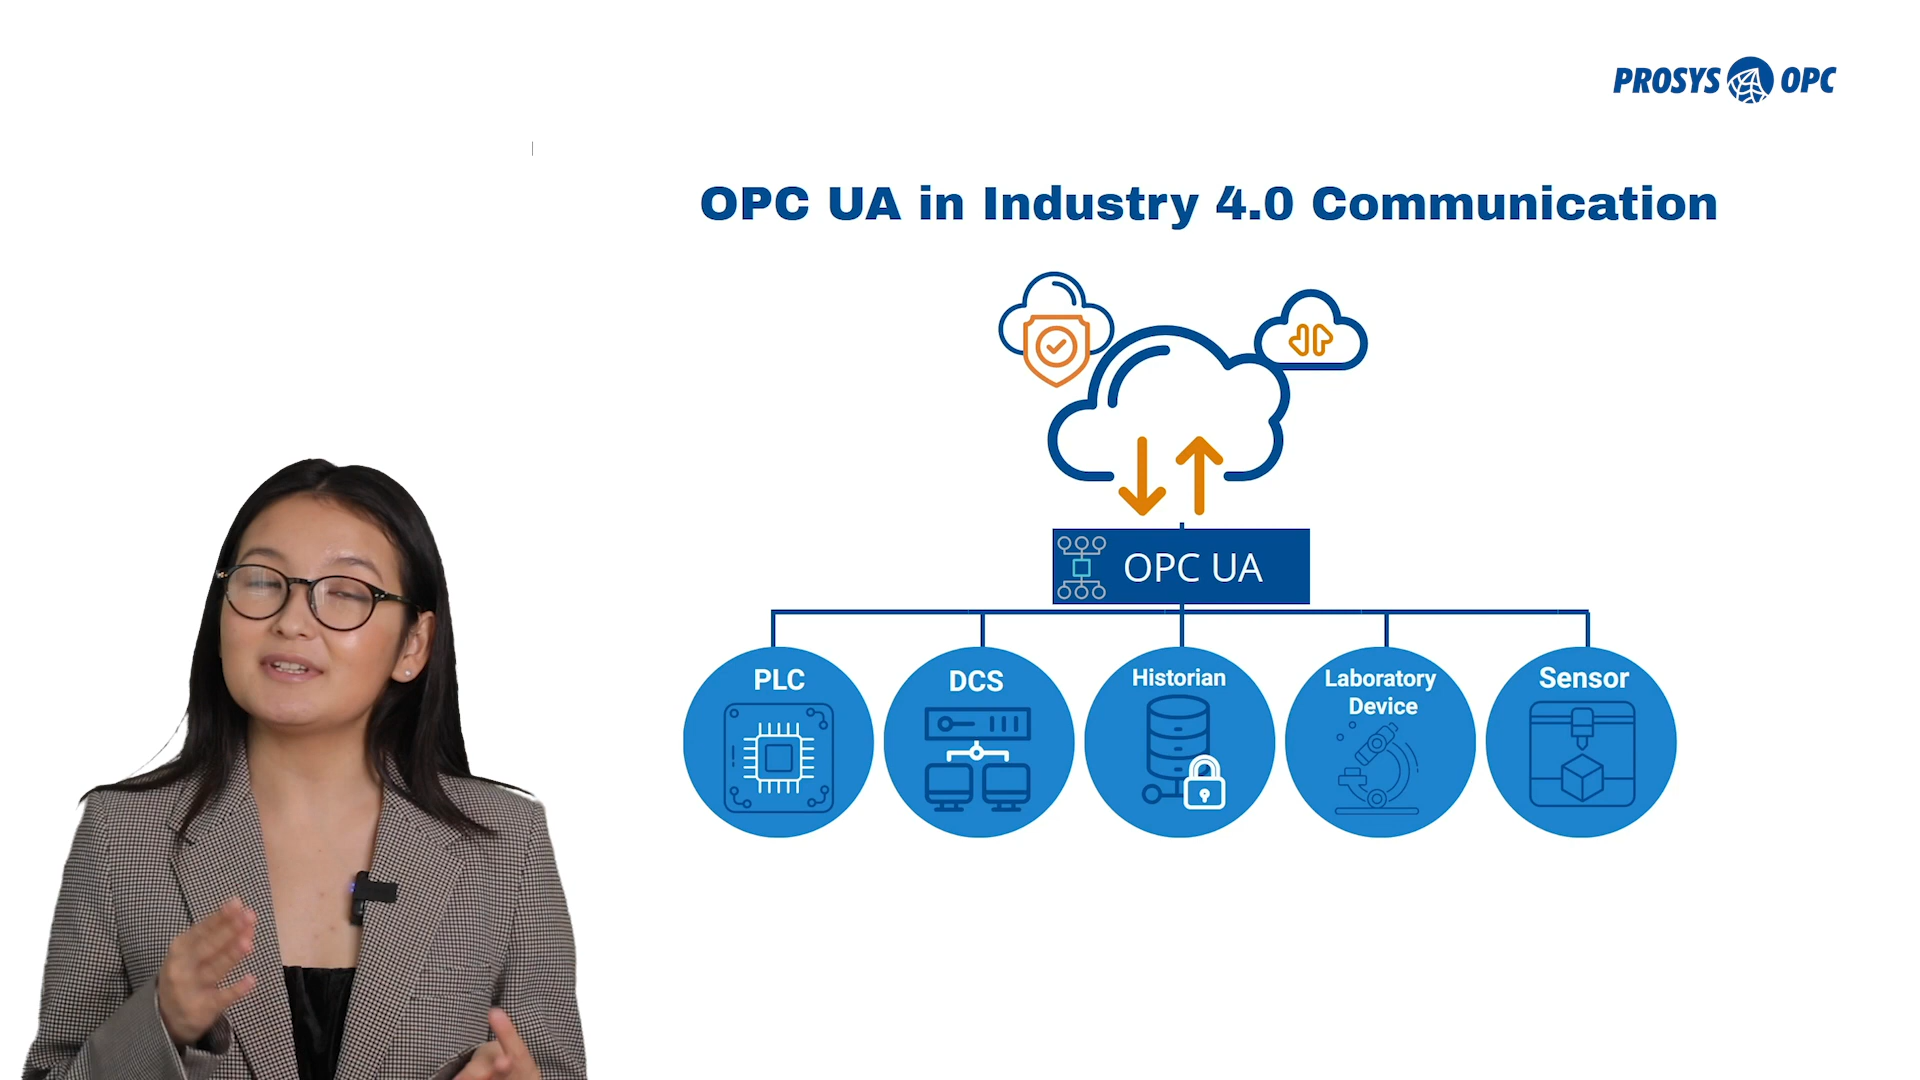 PROSYS OPC
OPC UA in Industry 4.0 Communication
OPC UA
PLC
DCS
Historian
Laboratory
Device
Sensor